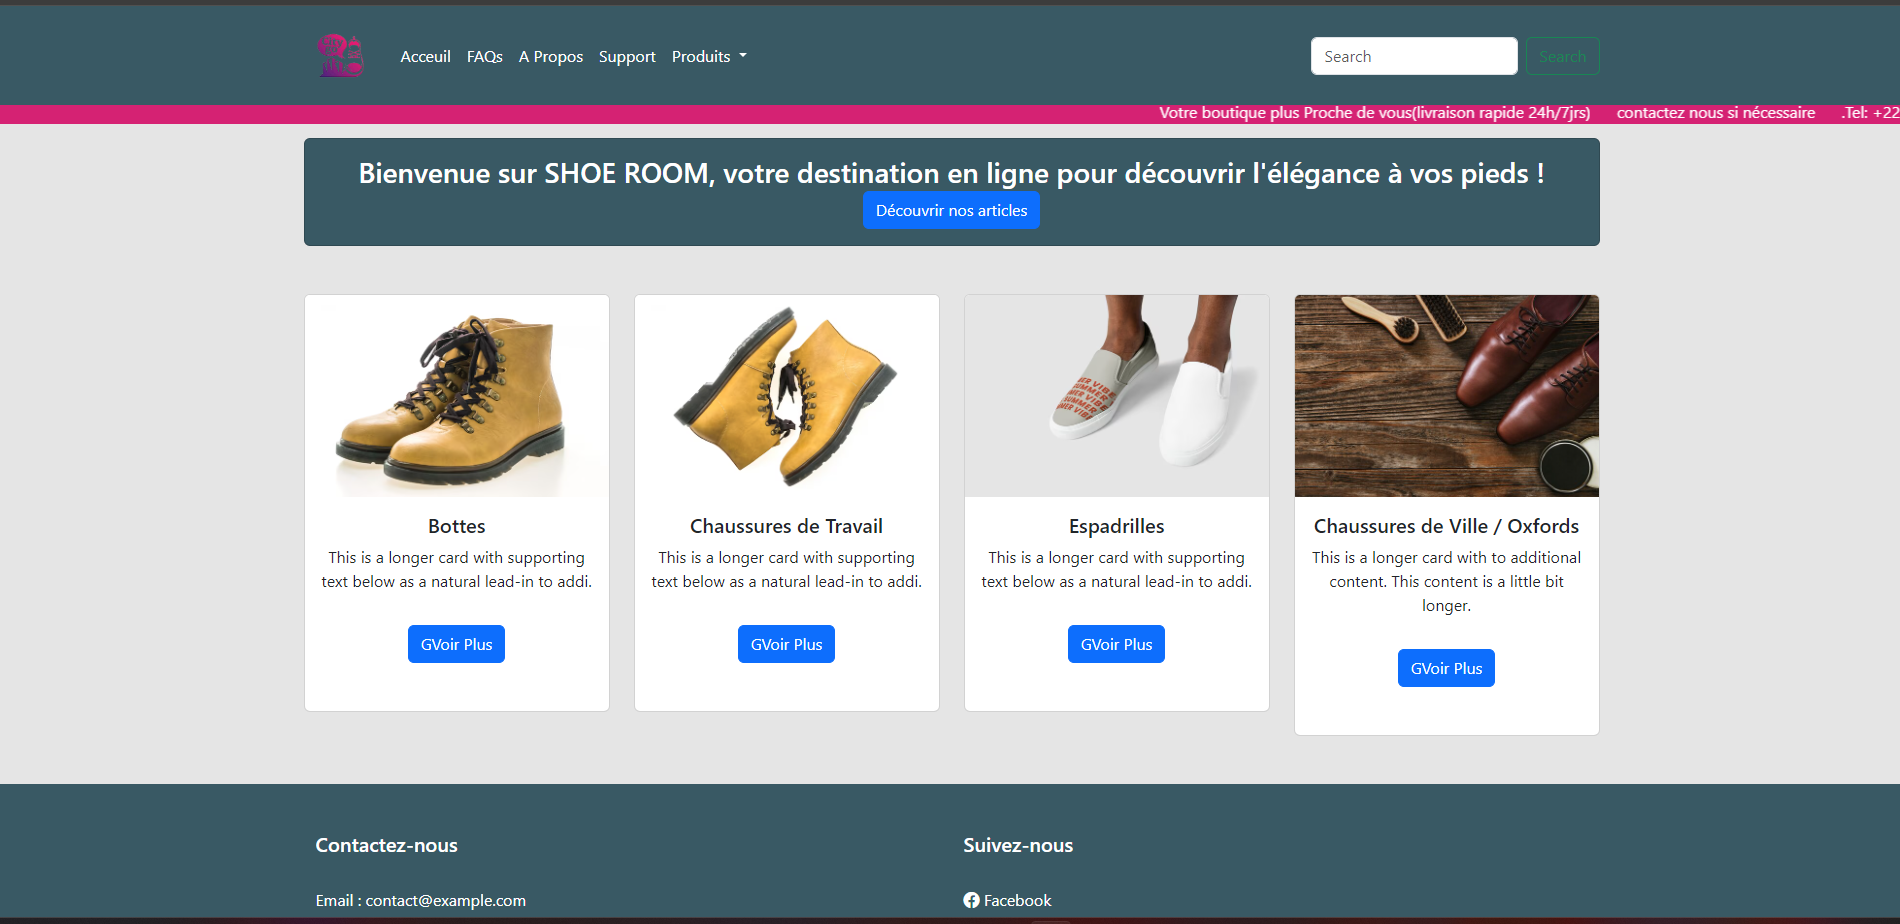 Acceuil FAQs A Propos Support Produits
Search Search
Votre boutique plus Proche de vous(livraison rapide 24h/7jrs) contactez nous si nécessaire .Tel: +22
Bienvenue sur SHOE ROOM, votre destination en ligne pour découvrir l'élégance à vos pieds !
Découvrir nos articles
SUMMER
SUMMER
Bottes
This is a longer card with supporting
text below as a natural lead-in to addi.
GVoir Plus
Chaussures de Travail
This is a longer card with supporting
text below as a natural lead-in to addi.
GVoir Plus
Espadrilles
This is a longer card with supporting
text below as a natural lead-in to addi.
GVoir Plus
Chaussures de Ville / Oxfords
This is a longer card with to additional
content. This content is a little bit
longer.
GVoir Plus
Contactez-nous
Email : contact@example.com
Suivez-nous
Facebook